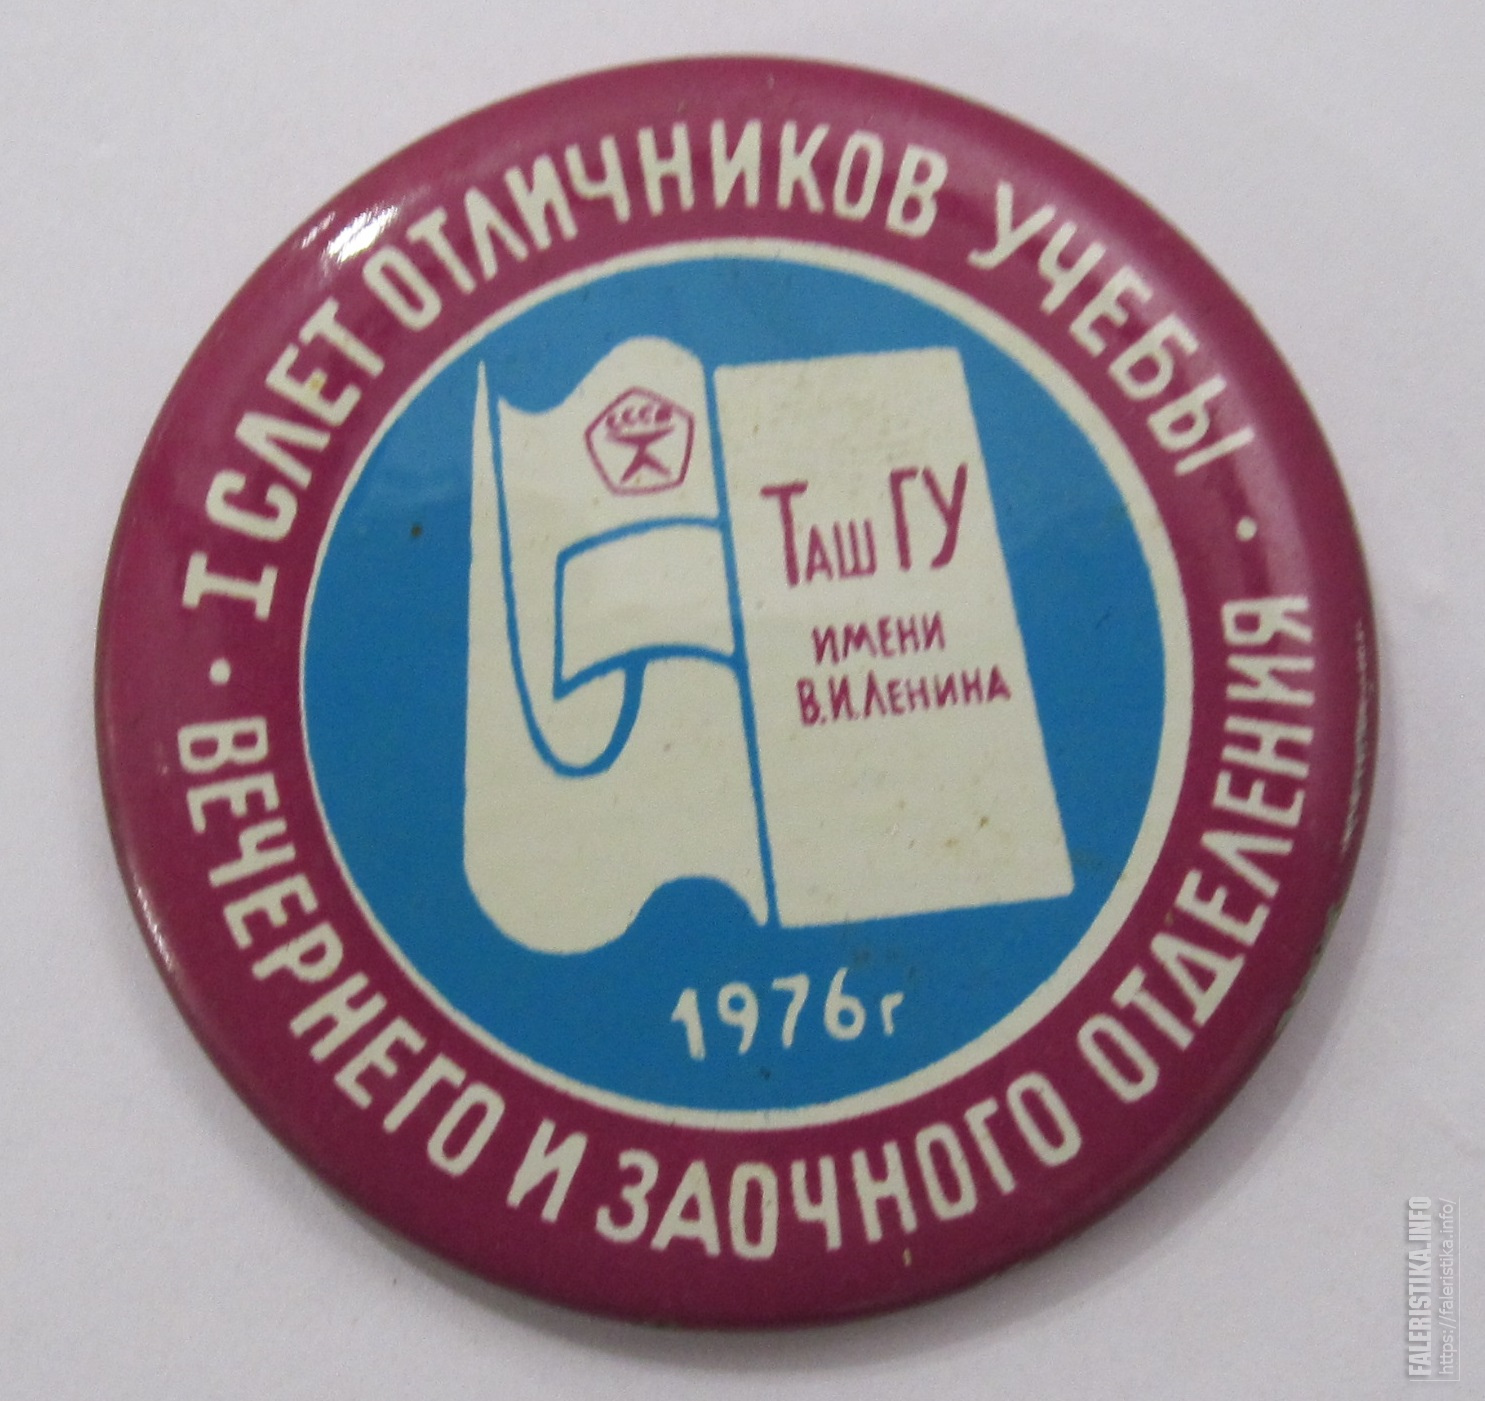 I СЛЕТ ОТЛИЧНИКОВ УЧЕБЫ ·
ВЕЧЕРНЕГО И ЗАОЧНОГО ОТДЕЛЕНИЯ ·
СССР
ТАШ ГУ
ИМЕНИ
В.И.ЛЕНИНА
1976г
FALERISTIKA.INFO
https://faleristika.info/